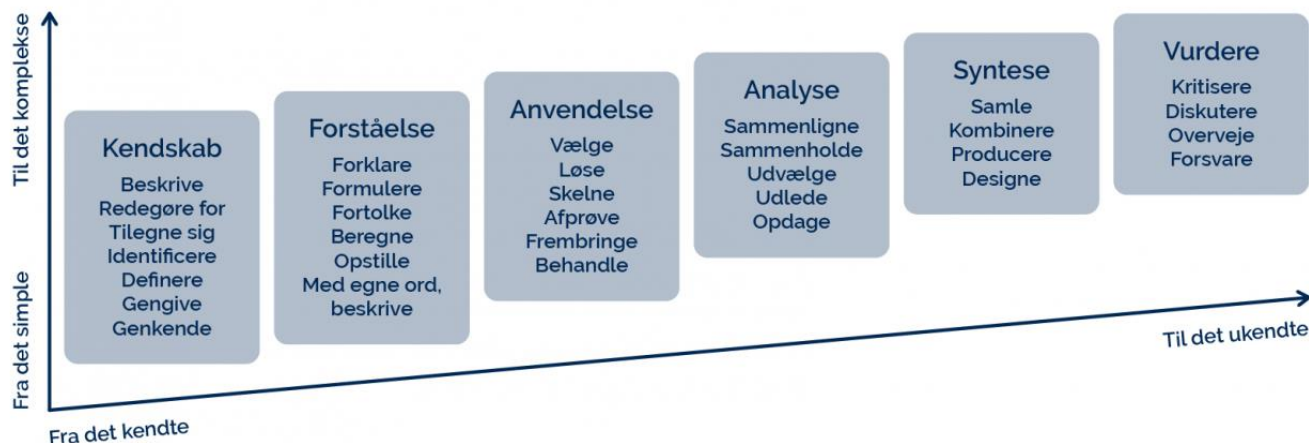 Til det komplekse
Fra det simple
Kendskab
Beskrive
Redegøre for
Tilegne sig
Identificere
Definere
Gengive
Genkende
Forståelse
Forklare
Formulere
Fortolke
Beregne
Opstille
Med egne ord,
beskrive
Anvendelse
Vælge
Løse
Skelne
Afprøve
Frembringe
Behandle
Analyse
Sammenligne
Sammenholde
Udvælge
Udlede
Opdage
Syntese
Samle
Kombinere
Producere
Designe
Vurdere
Kritisere
Diskutere
Overveje
Forsvare
Fra det kendte
Til det ukendte